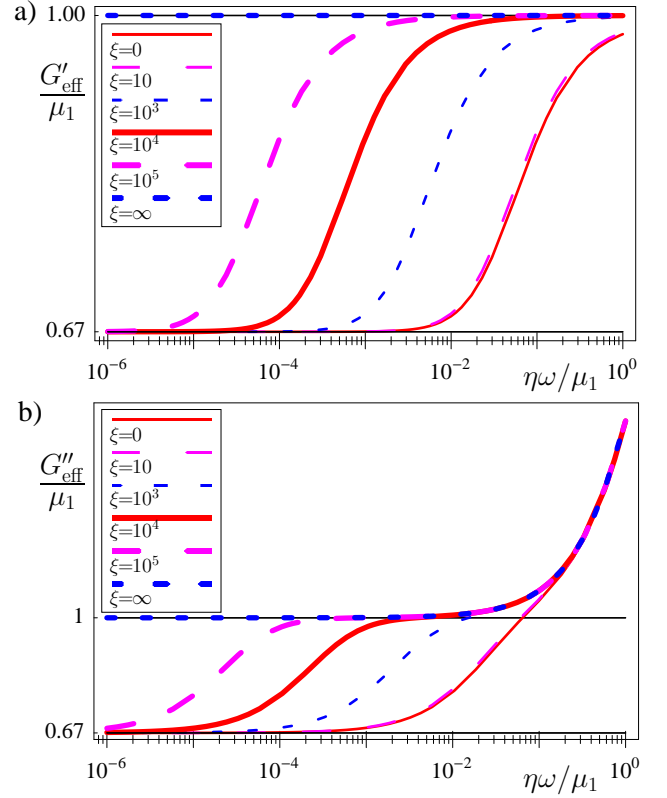 a)
1.00
G′eff
μ1
ξ=0
ξ=10
ξ=10³
ξ=10⁴
ξ=10⁵
ξ=∞
0.67
10⁻⁶ 10⁻⁴ 10⁻² 10⁰
ηω/μ1
b)
G″eff
μ1
ξ=0
ξ=10
ξ=10³
ξ=10⁴
ξ=10⁵
ξ=∞
1
0.67
10⁻⁶ 10⁻⁴ 10⁻² 10⁰
ηω/μ1